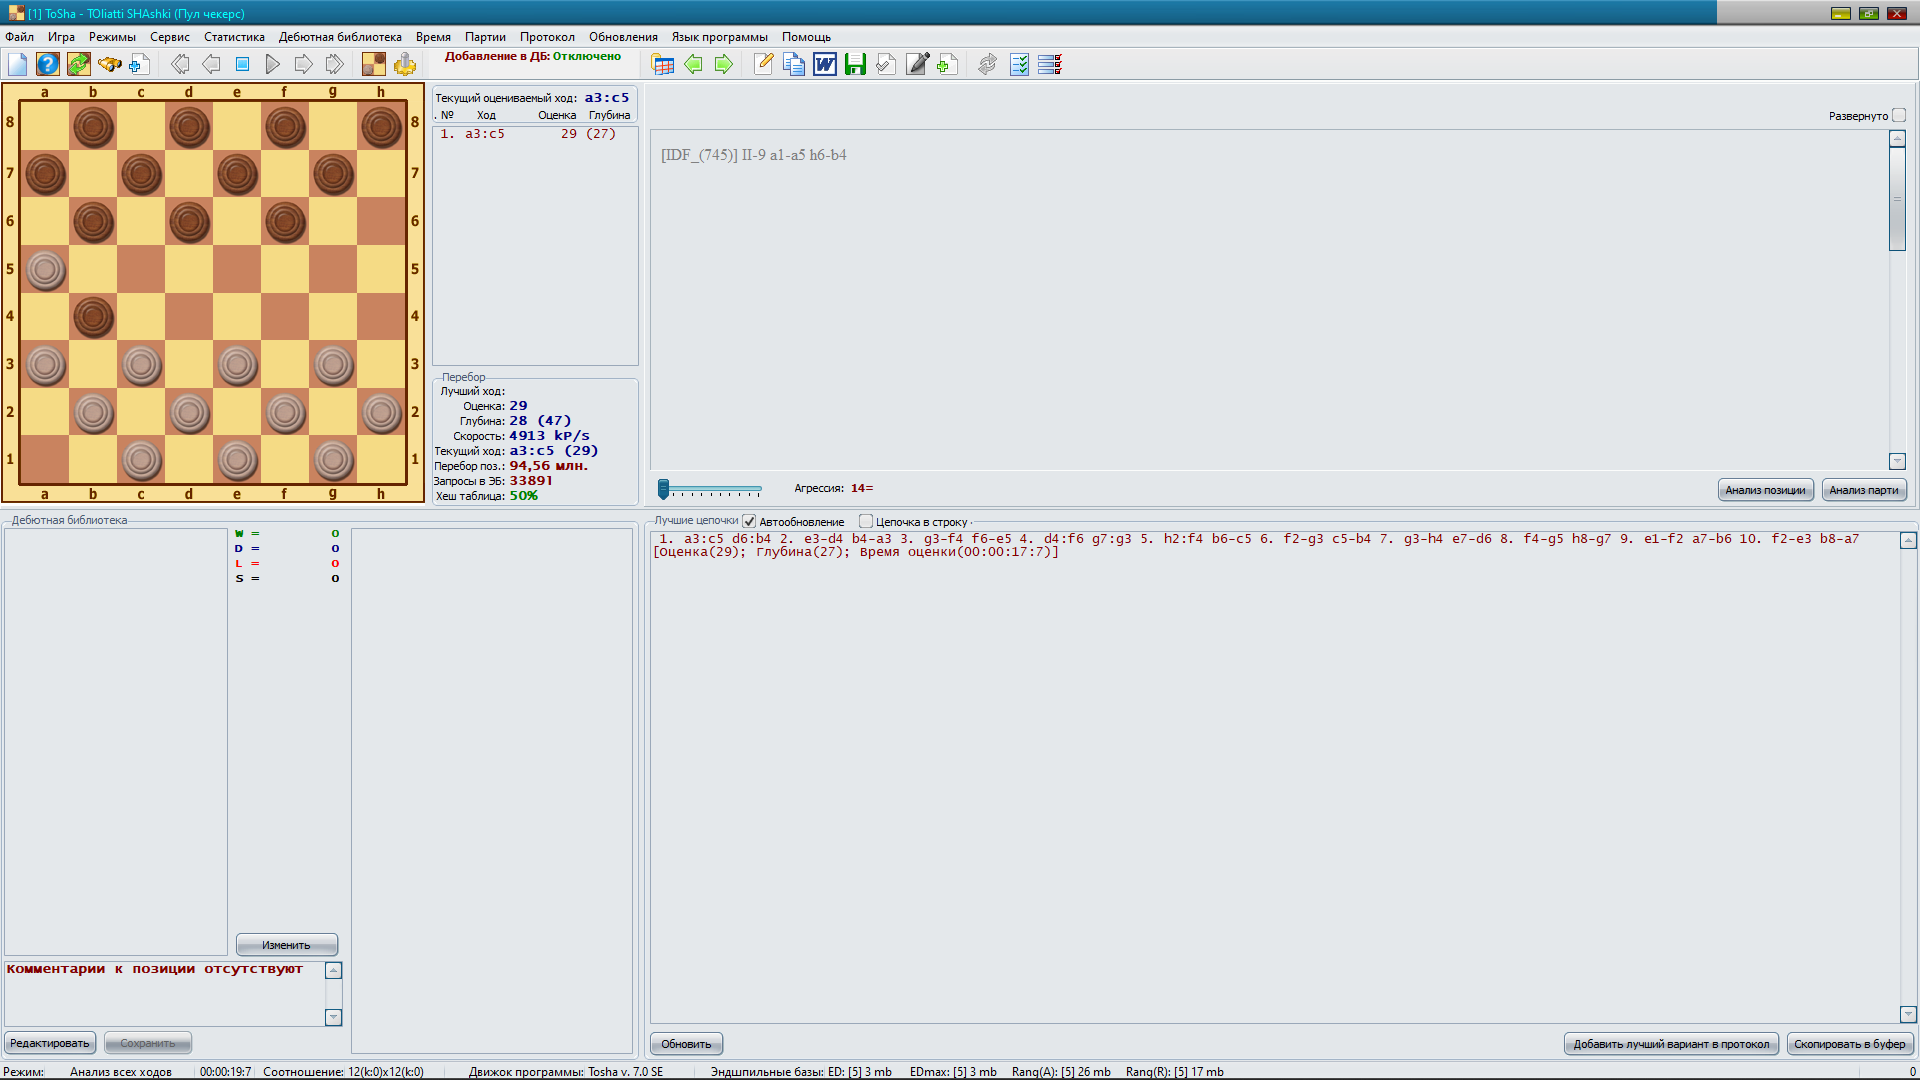 [1] ToSha - TOliatti SHAshki (Пул чекерс)
Файл Игра Режимы Сервис Статистика Дебютная библиотека Время Партии Протокол Обновления Язык программы Помощь
Добавление в ДБ: Отключено
a b c d e f g h
8 8
7 7
6 6
5 5
4 4
3 3
2 2
1 1
a b c d e f g h
Текущий оцениваемый ход: a3:c5
. № Ход Оценка Глубина
1. a3:c5 29 (27)
Перебор
Лучший ход:
Оценка: 29
Глубина: 28 (47)
Скорость: 4913 kP/s
Текущий ход: a3:c5 (29)
Перебор поз.: 94,56 млн.
Запросы в ЭБ: 33891
Хеш таблица: 50%
Развернуто
[IDF_(745)] II-9 a1-a5 h6-b4
Агрессия: 14=
Анализ позиции Анализ парти
Дебютная библиотека
W = 0
D = 0
L = 0
S = 0
Изменить
Комментарии к позиции отсутствуют
Редактировать Сохранить
Лучшие цепочки Автообновление Цепочка в строку .
1. a3:c5 d6:b4 2. e3-d4 b4-a3 3. g3-f4 f6-e5 4. d4:f6 g7:g3 5. h2:f4 b6-c5 6. f2-g3 c5-b4 7. g3-h4 e7-d6 8. f4-g5 h8-g7 9. e1-f2 a7-b6 10. f2-e3 b8-a7
[Оценка(29); Глубина(27); Время оценки(00:00:17:7)]
Обновить Добавить лучший вариант в протокол Скопировать в буфер
Режим: Анализ всех ходов 00:00:19:7 Соотношение: 12(k:0)x12(k:0) Движок программы: Tosha v. 7.0 SE Эндшпильные базы: ED: [5] 3 mb EDmax: [5] 3 mb Rang(A): [5] 26 mb Rang(R): [5] 17 mb 0